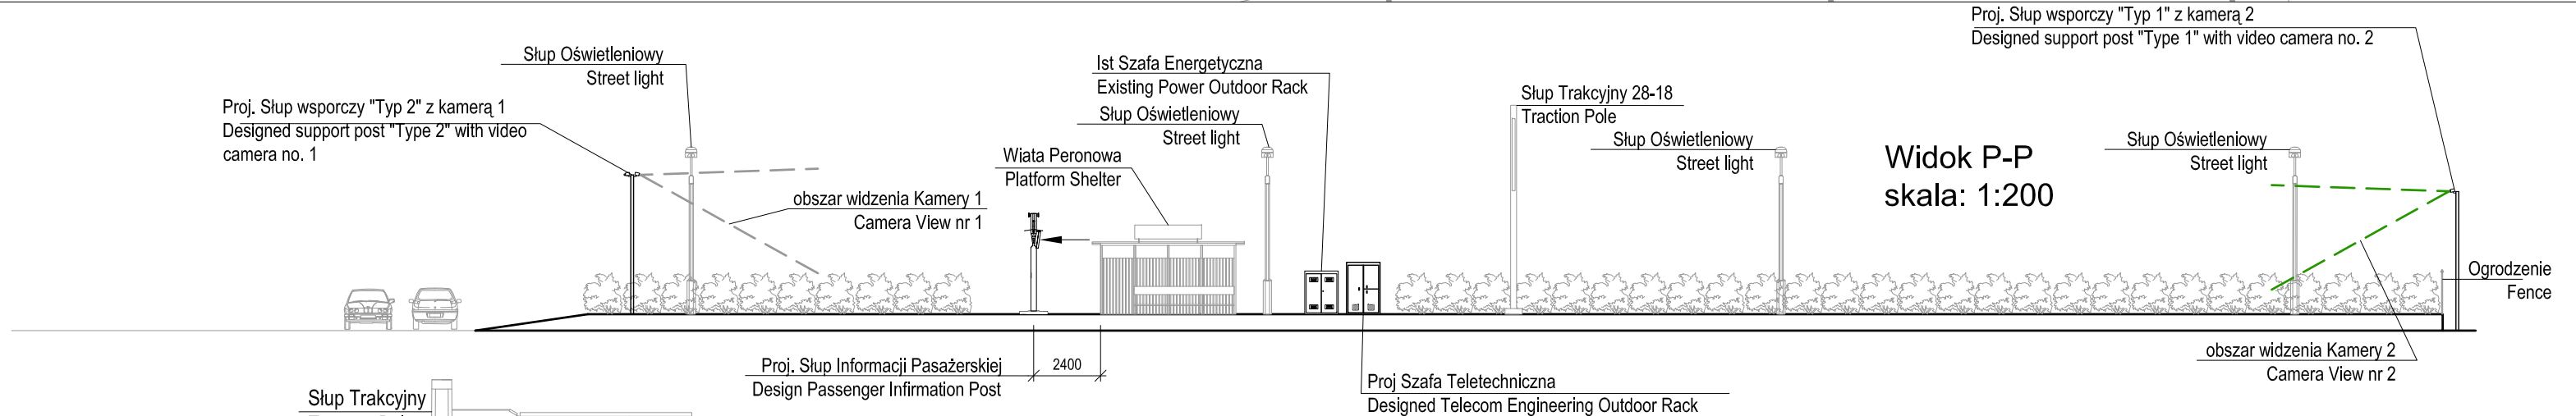 Proj. Słup wsporczy "Typ 1" z kamerą 2
Designed support post "Type 1" with video camera no. 2
Słup Oświetleniowy
Street light
Ist Szafa Energetyczna
Existing Power Outdoor Rack
Proj. Słup wsporczy "Typ 2" z kamerą 1
Designed support post "Type 2" with video
camera no. 1
Słup Trakcyjny 28-18
Traction Pole
Słup Oświetleniowy
Street light
Słup Oświetleniowy
Street light
Widok P-P
skala: 1:200
Słup Oświetleniowy
Street light
Wiata Peronowa
Platform Shelter
obszar widzenia Kamery 1
Camera View nr 1
Ogrodzenie
Fence
obszar widzenia Kamery 2
Camera View nr 2
Proj. Słup Informacji Pasażerskiej
Design Passenger Infirmation Post
2400
Proj Szafa Teletechniczna
Designed Telecom Engineering Outdoor Rack
Słup Trakcyjny